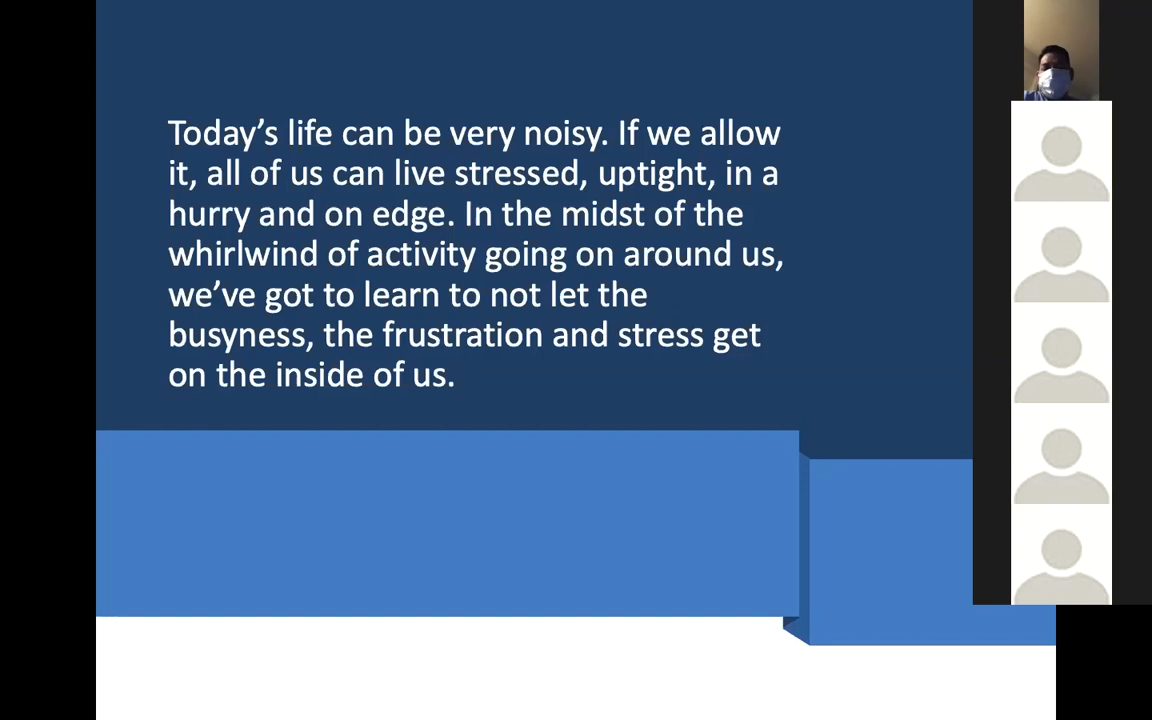 Today’s life can be very noisy. If we allow
it, all of us can live stressed, uptight, in a
hurry and on edge. In the midst of the
whirlwind of activity going on around us,
we’ve got to learn to not let the
busyness, the frustration and stress get
on the inside of us.